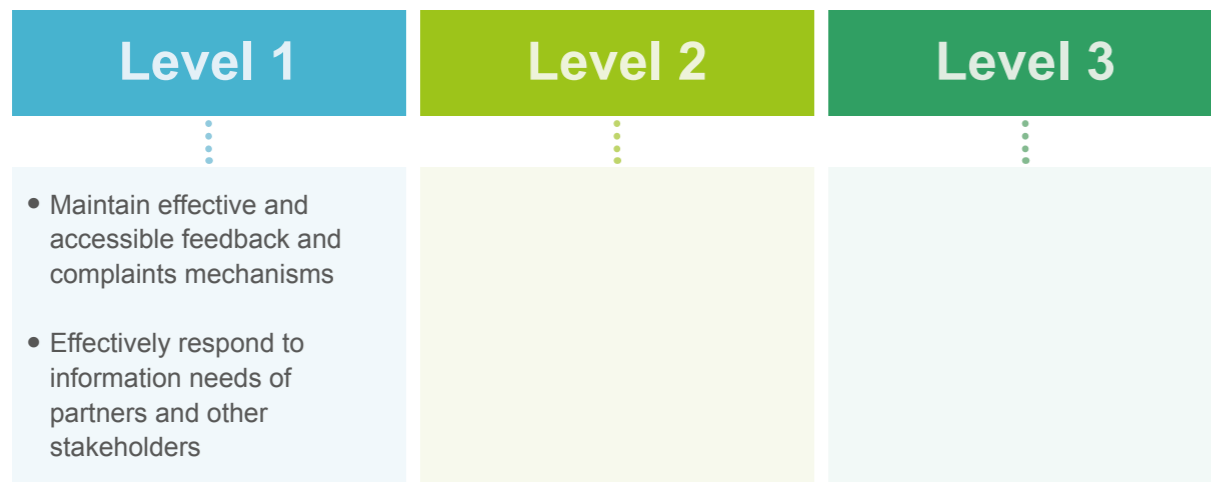 Level 1
Level 2
Level 3
• Maintain effective and
accessible feedback and
complaints mechanisms
• Effectively respond to
information needs of
partners and other
stakeholders